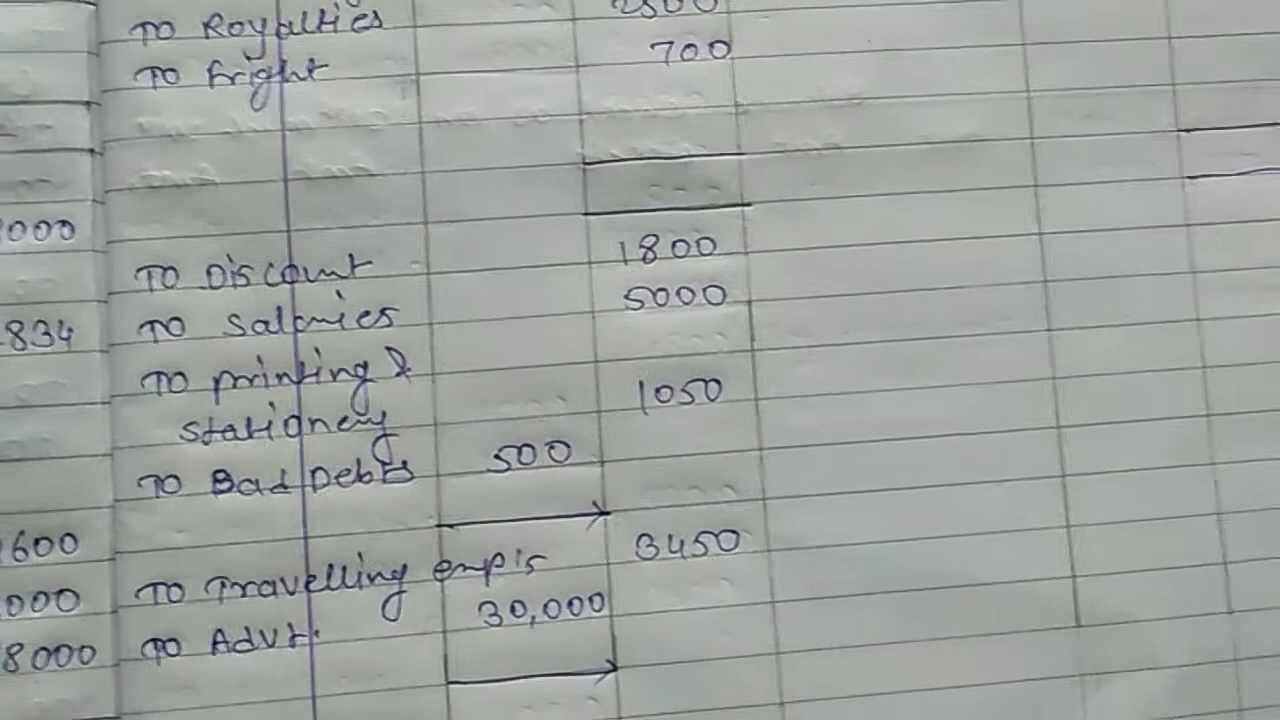 TO Royalties 2500
TO fright 700
000
TO Discount 1800
834 TO Salaries 5000
TO printing &
stationery 1050
TO Bad Debts 500
600
000 TO Travelling exp's 3450
8000 TO Advt. 30,000